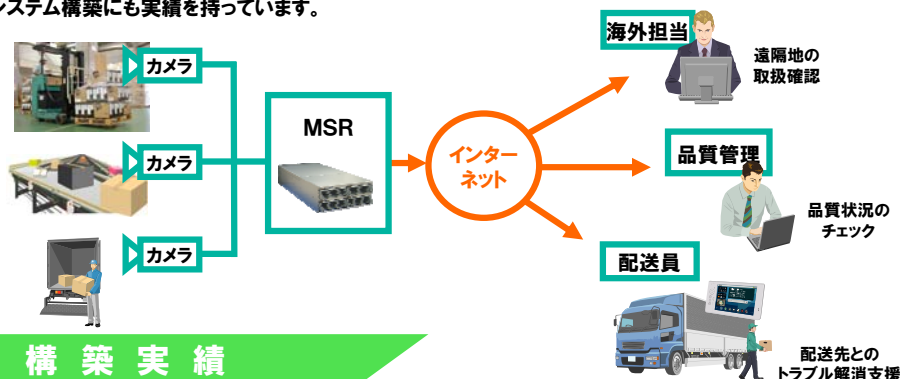 システム構築にも実績を持っています。
カメラ
カメラ
カメラ
MSR
インター
ネット
海外担当
遠隔地の
取扱確認
品質管理
品質状況の
チェック
配送員
配送先との
トラブル解消支援
構築実績